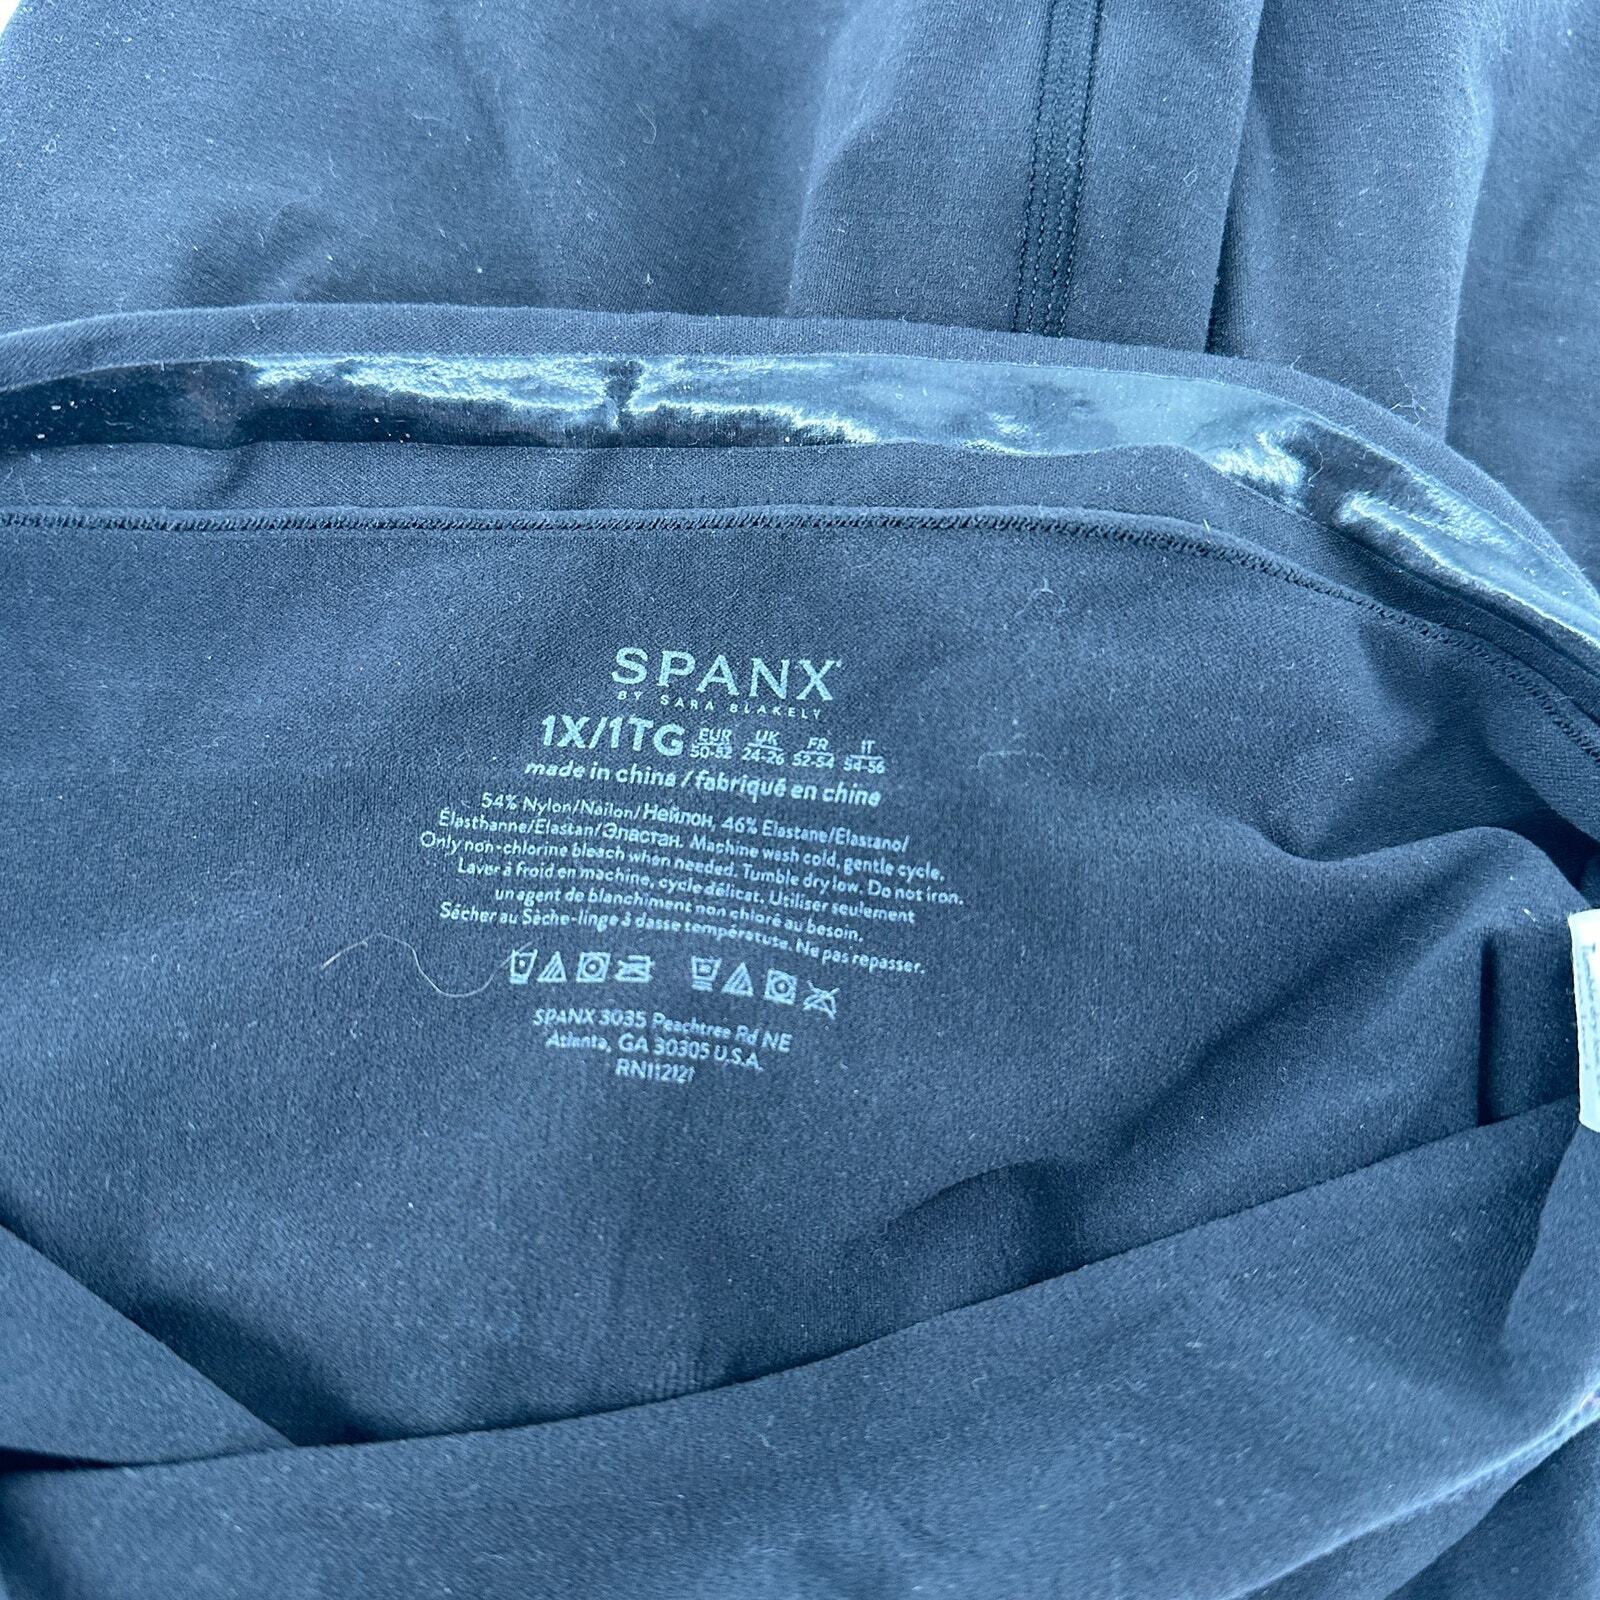 SPANX
BY SARA BLAKELY
1X/1TG EUR 50-52 UK 24-26 FR 52-54 IT 54-56
made in china / fabriqué en chine
54% Nylon/Nailon/Нейлон, 46% Elastane/Elastano/
Élasthanne/Elastan/Эластан. Machine wash cold, gentle cycle.
Only non-chlorine bleach when needed. Tumble dry low. Do not iron.
Laver à froid en machine, cycle délicat. Utiliser seulement
un agent de blanchiment non chloré au besoin.
Sécher au Sèche-linge à dasse température. Ne pas repasser.
SPANX 3035 Peachtree Rd NE
Atlanta, GA 30305 U.S.A.
RN112121